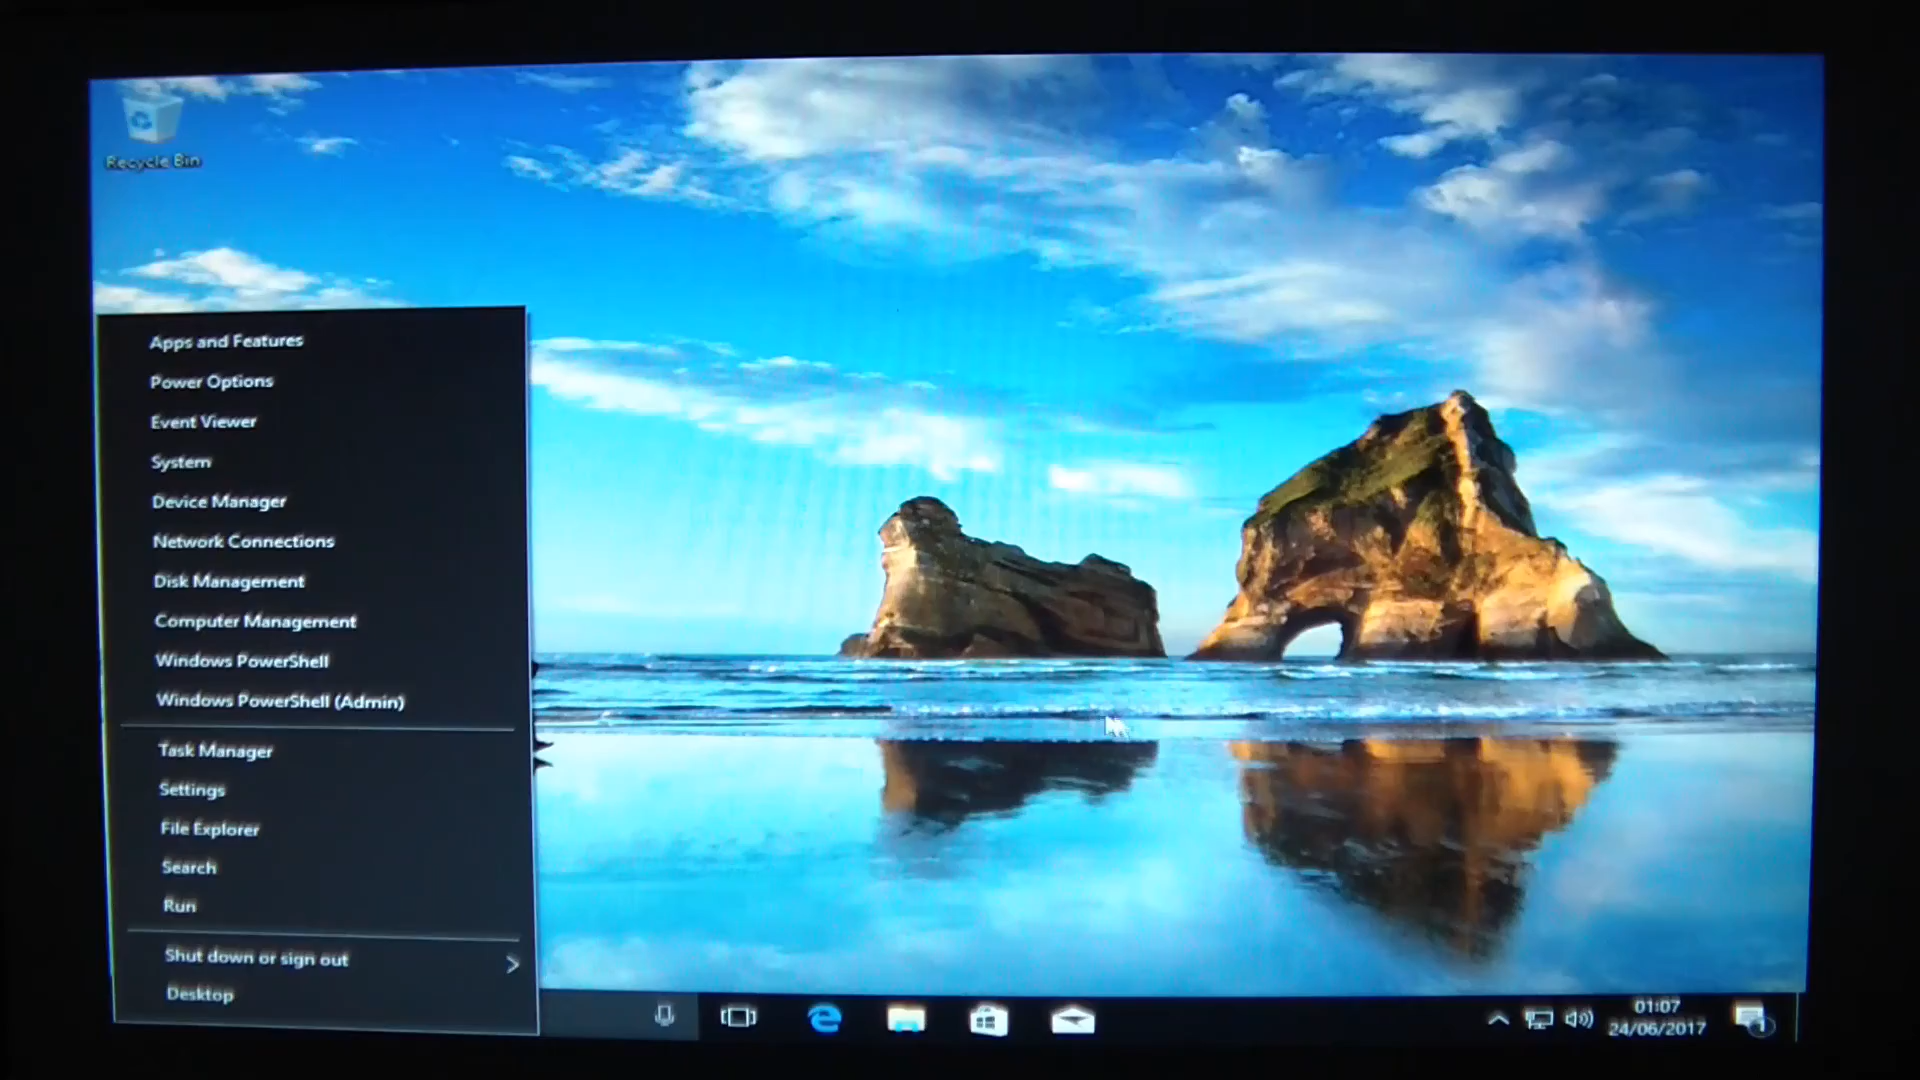 Recycle Bin
Apps and Features
Power Options
Event Viewer
System
Device Manager
Network Connections
Disk Management
Computer Management
Windows PowerShell
Windows PowerShell (Admin)
Task Manager
Settings
File Explorer
Search
Run
Shut down or sign out
Desktop
01:07
24/06/2017
1